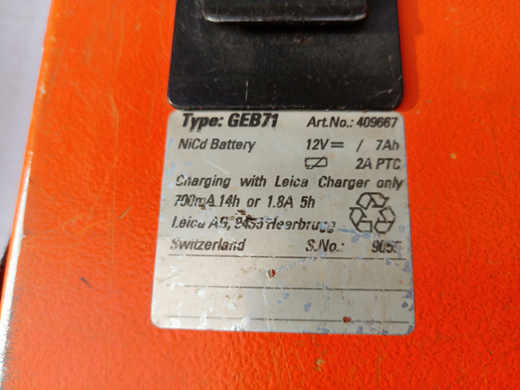 Type: GEB71 Art.No.: 409667
NiCd Battery 12V= / 7Ah
2A PTC
Charging with Leica Charger only
700mA 14h or 1.8A 5h
Leica AG, 9435 Heerbrugg
Switzerland S.No.: 9055